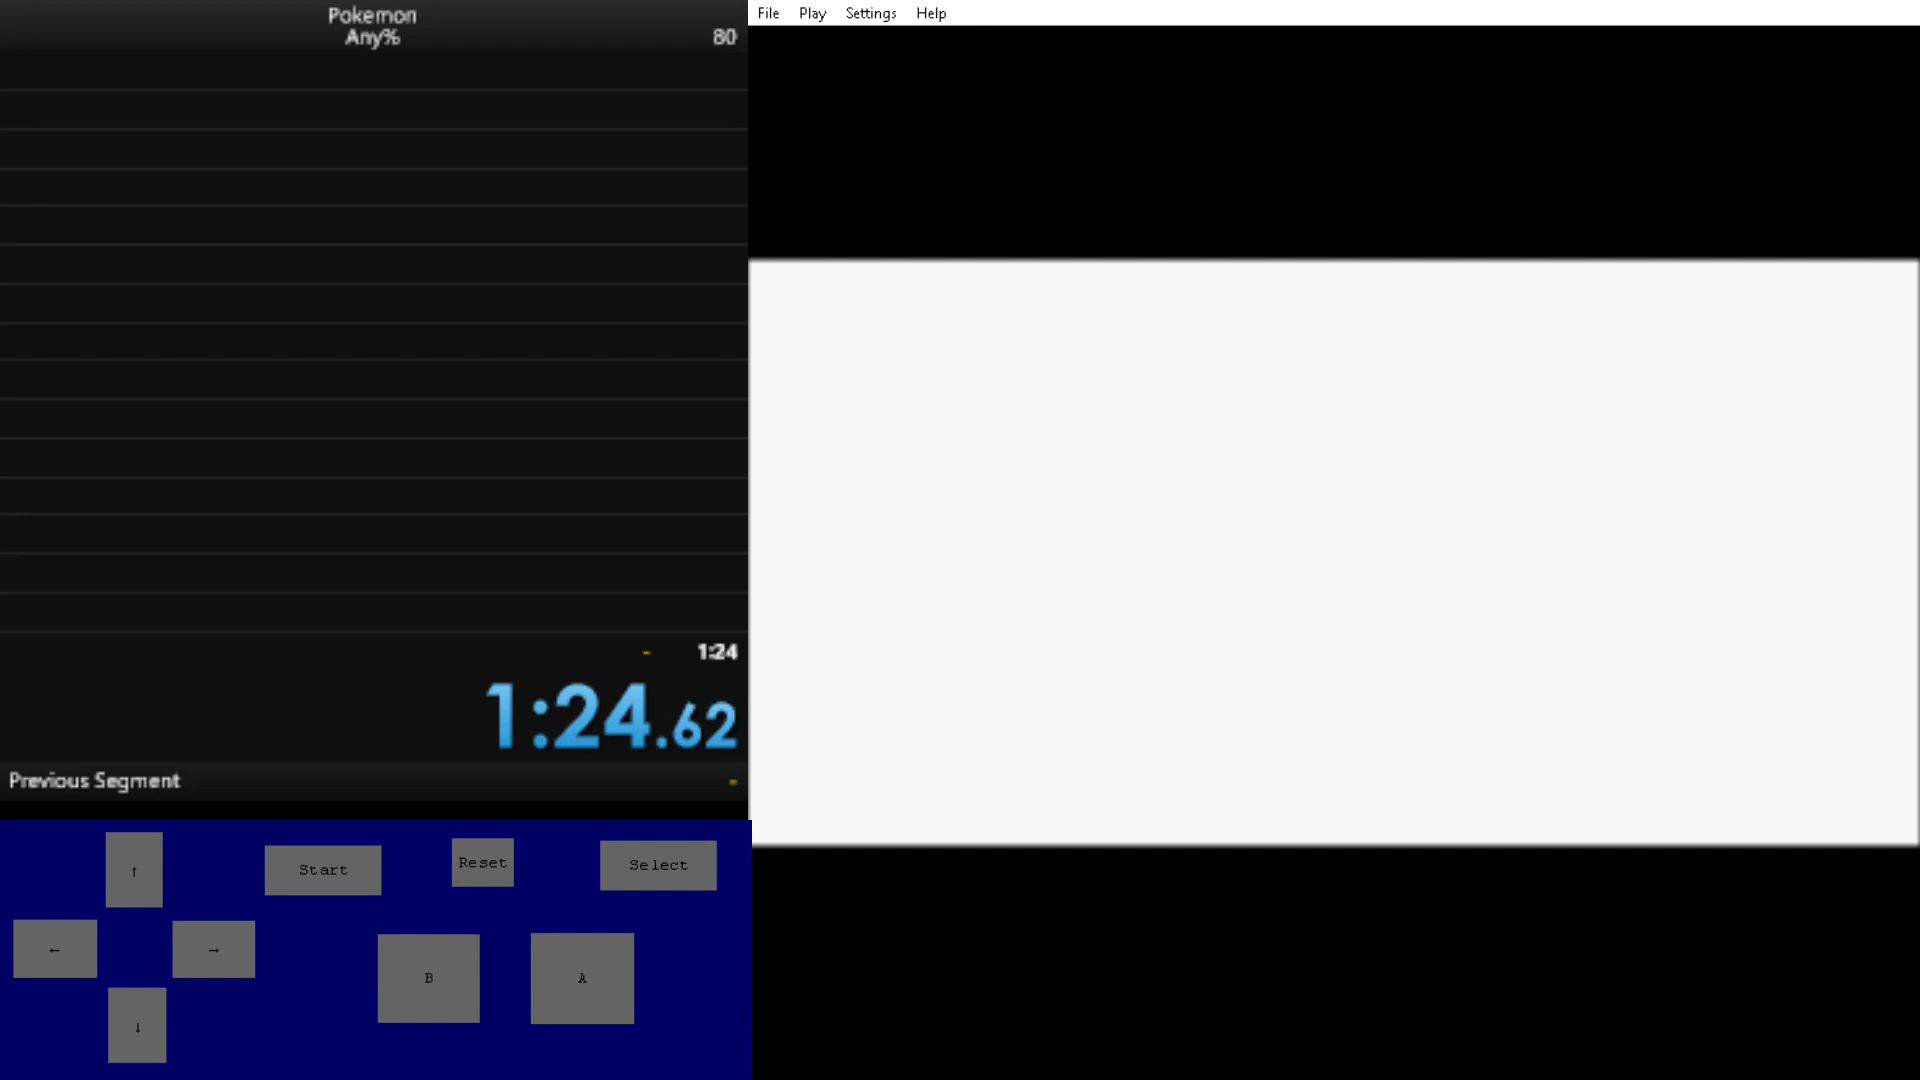 Pokemon
Any%
80
- 1:24
1:24.62
Previous Segment -
File Play Settings Help
↑
Start
Reset
Select
←
→
B
A
↓